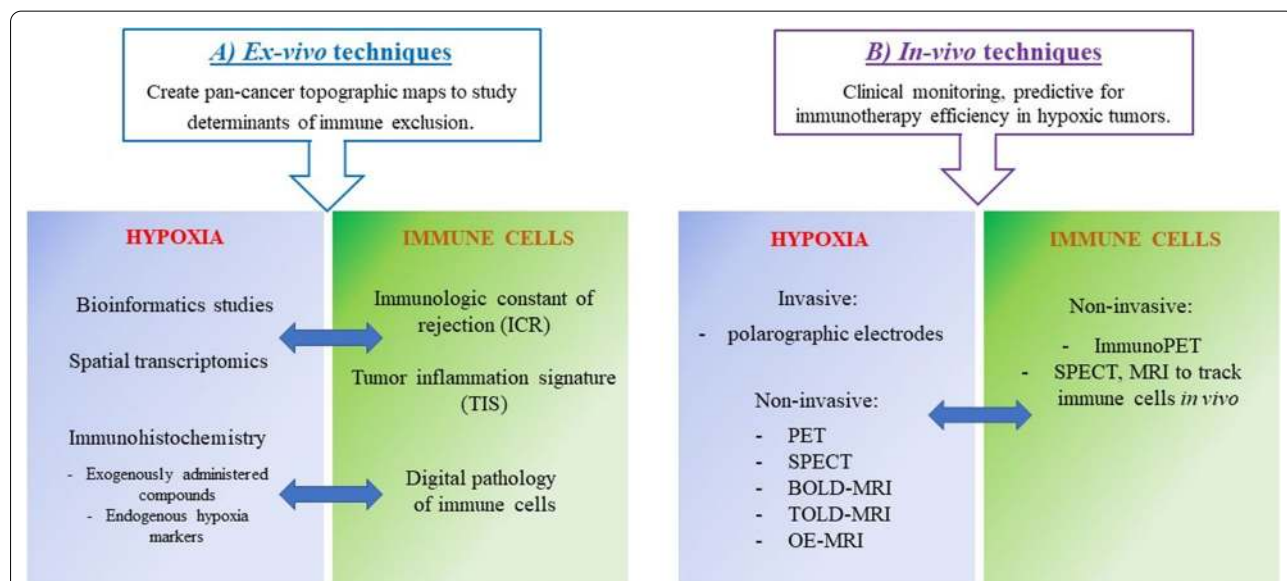 A) Ex-vivo techniques
Create pan-cancer topographic maps to study
determinants of immune exclusion.
HYPOXIA
Bioinformatics studies
Spatial transcriptomics
Immunohistochemistry
- Exogenously administered
compounds
- Endogenous hypoxia
markers
IMMUNE CELLS
Immunologic constant of
rejection (ICR)
Tumor inflammation signature
(TIS)
Digital pathology
of immune cells
B) In-vivo techniques
Clinical monitoring, predictive for
immunotherapy efficiency in hypoxic tumors.
HYPOXIA
Invasive:
- polarographic electrodes
Non-invasive:
- PET
- SPECT
- BOLD-MRI
- TOLD-MRI
- OE-MRI
IMMUNE CELLS
Non-invasive:
- ImmunoPET
- SPECT, MRI to track
immune cells in vivo